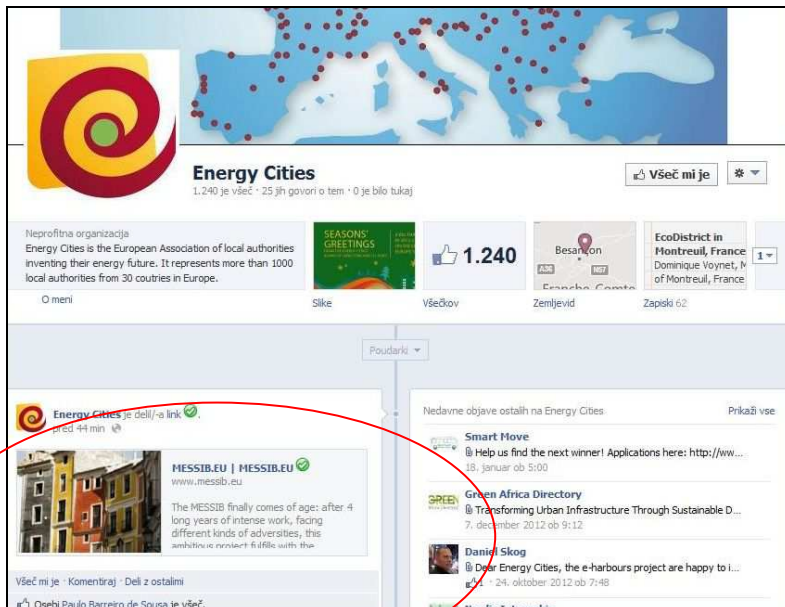 Energy Cities
1.240 je všeč · 25 jih govori o tem · 0 je bilo tukaj
Všeč mi je
Neprofitna organizacija
Energy Cities is the European Association of local authorities
inventing their energy future. It represents more than 1000
local authorities from 30 coutries in Europe.
O meni
SEASONS'
GREETINGS
Slike
1.240
Všečkov
Besançon
A36
N57
Franche-Comte
Zemljevid
EcoDistrict in
Montreuil, France
Dominique Voynet, M
of Montreuil, France
Zapiski 62
1
Poudarki
Energy Cities je delil/-a link
pred 44 min
MESSIB.EU | MESSIB.EU
www.messib.eu
The MESSIB finally comes of age: after 4
long years of intense work, facing
different kinds of adversities, this
ambitious project fulfils with the
Všeč mi je · Komentiraj · Deli z ostalimi
Osebi Paulo Barreiro de Sousa je všeč.
Nedavne objave ostalih na Energy Cities
Prikaži vse
Smart Move
Help us find the next winner! Applications here: http://ww...
18. januar ob 5:00
GREEN
Green Africa Directory
Transforming Urban Infrastructure Through Sustainable D...
7. december 2012 ob 9:12
Daniel Skog
Dear Energy Cities, the e-harbours project are happy to i...
1 · 24. oktober 2012 ob 7:48